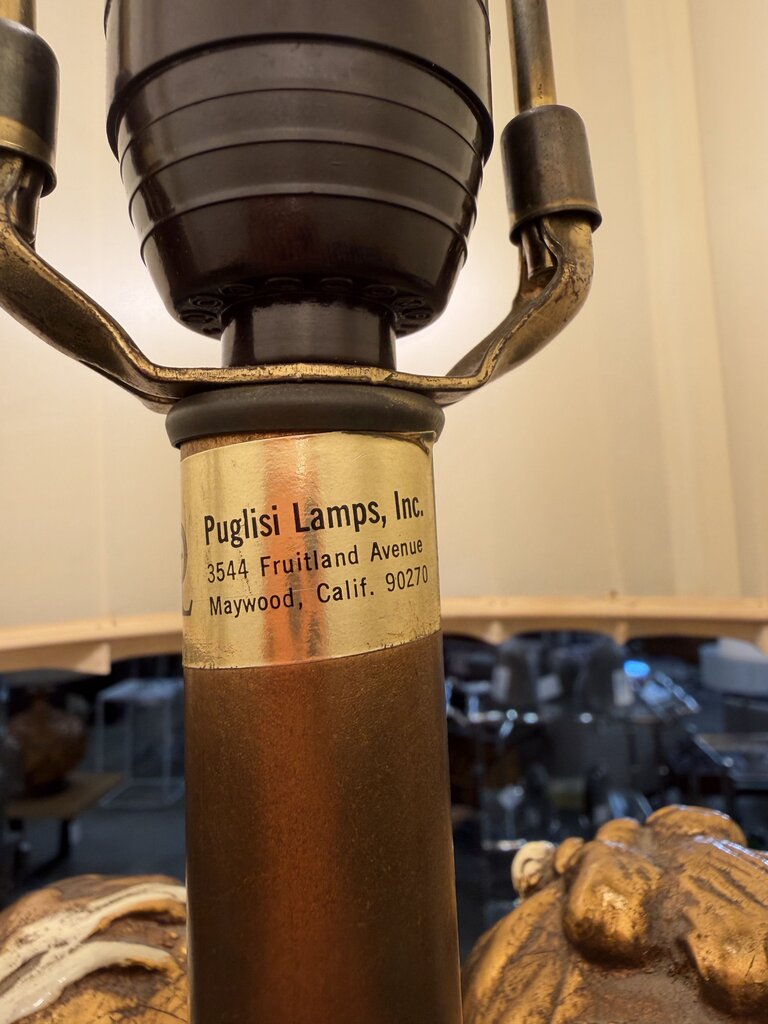 Puglisi Lamps, Inc.
3544 Fruitland Avenue
Maywood, Calif. 90270